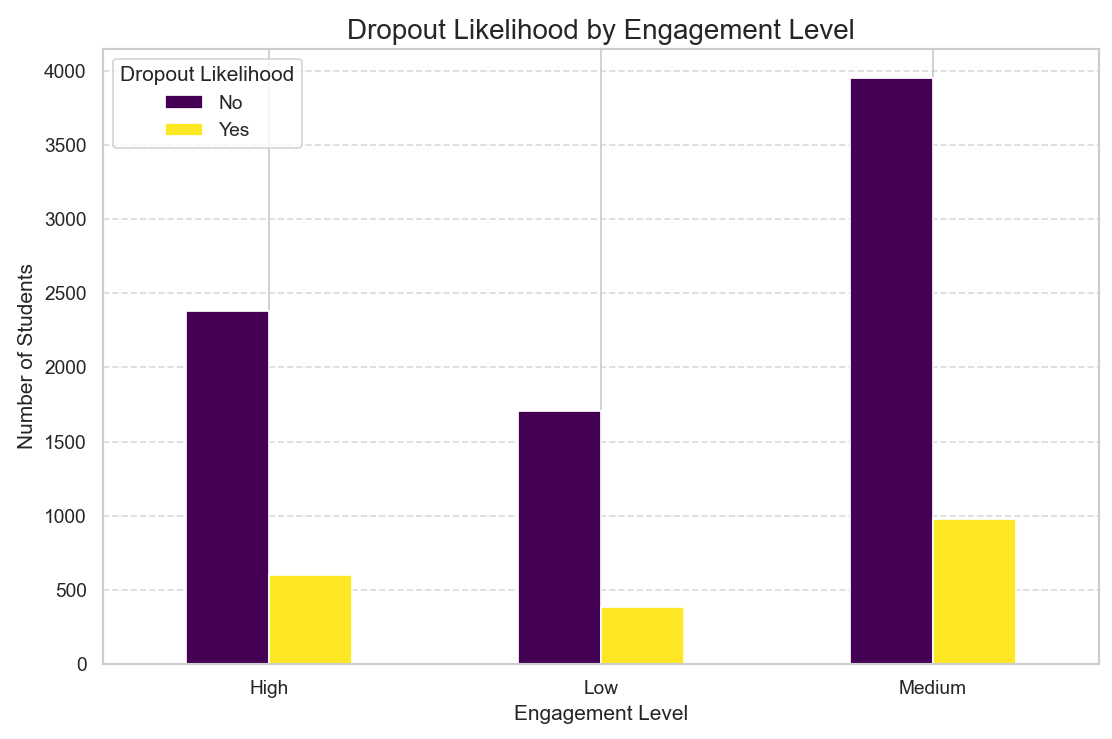 Dropout Likelihood by Engagement Level
Dropout Likelihood
No
Yes
4000
3500
3000
2500
2000
1500
1000
500
0
Number of Students
High
Low
Medium
Engagement Level